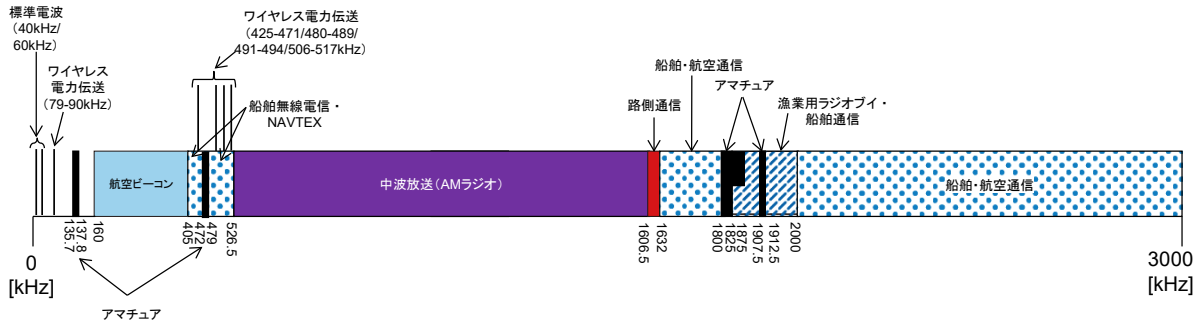 標準電波
(40kHz/
60kHz)
ワイヤレス
電力伝送
(79-90kHz)
ワイヤレス電力伝送
(425-471/480-489/
491-494/506-517kHz)
船舶無線電信・
NAVTEX
路側通信
船舶・航空通信
アマチュア
漁業用ラジオブイ・
船舶通信
航空ビーコン
中波放送(AMラジオ)
船舶・航空通信
0
[kHz]
135.7
137.8
160
405
472
479
526.5
1606.5
1632
1800
1825
1875
1907.5
1912.5
2000
3000
[kHz]
アマチュア